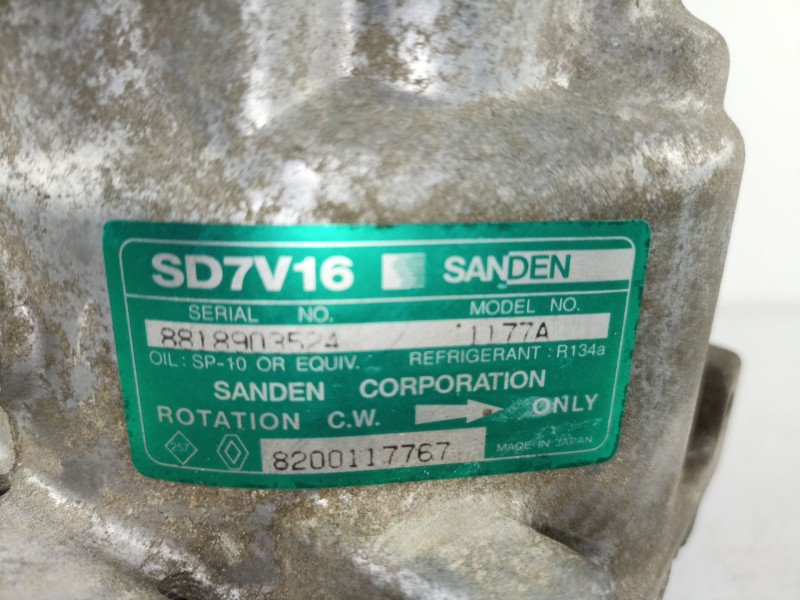 SD7V16 SANDEN
SERIAL NO. MODEL NO.
8818903524 1177A
OIL: SP-10 OR EQUIV. REFRIGERANT: R134a
SANDEN CORPORATION
ROTATION C.W. ONLY
257 8200117767 MADE IN JAPAN